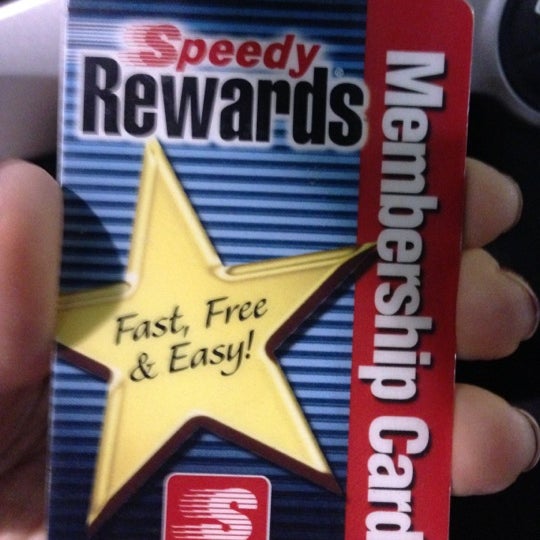 Speedy
Rewards
Fast, Free
& Easy!
S
Membership Card